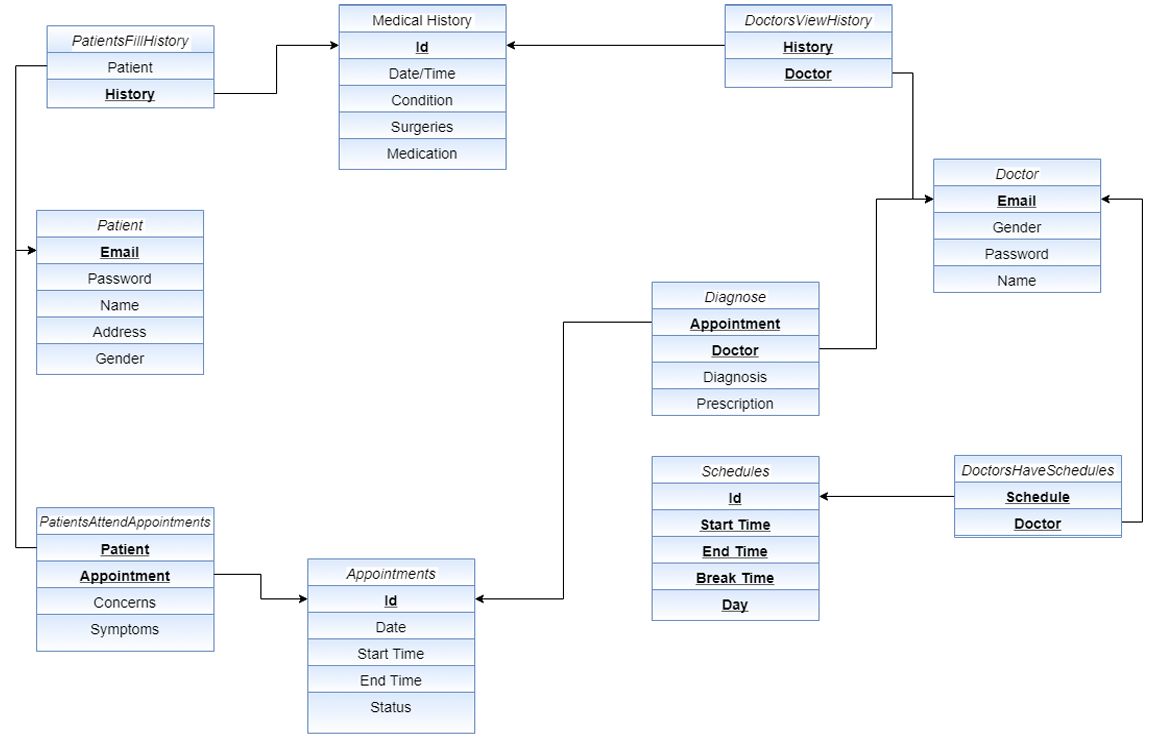 PatientsFillHistory
Patient
History
Medical History
Id
Date/Time
Condition
Surgeries
Medication
DoctorsViewHistory
History
Doctor
Doctor
Email
Gender
Password
Name
Patient
Email
Password
Name
Address
Gender
Diagnose
Appointment
Doctor
Diagnosis
Prescription
Schedules
Id
Start Time
End Time
Break Time
Day
DoctorsHaveSchedules
Schedule
Doctor
PatientsAttendAppointments
Patient
Appointment
Concerns
Symptoms
Appointments
Id
Date
Start Time
End Time
Status